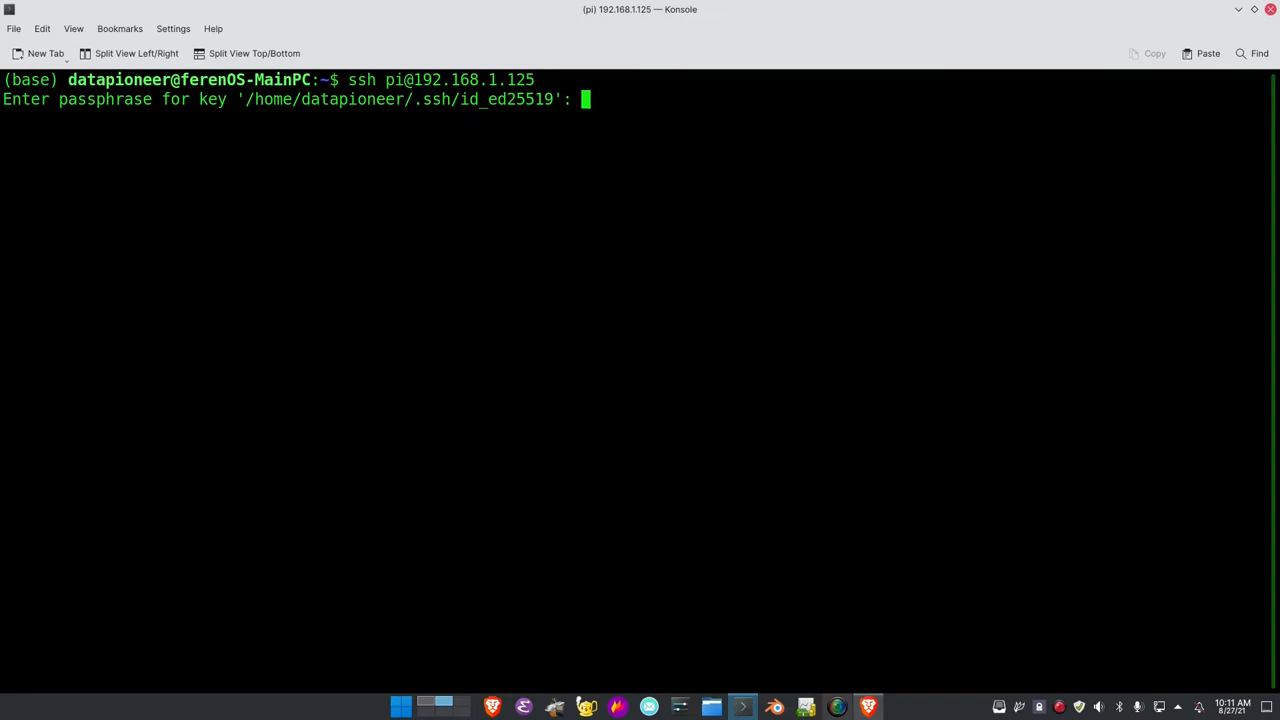 (pi) 192.168.1.125 — Konsole
File Edit View Bookmarks Settings Help
New Tab Split View Left/Right Split View Top/Bottom Copy Paste Find
(base) datapioneer@ferenOS-MainPC:~$ ssh pi@192.168.1.125
Enter passphrase for key '/home/datapioneer/.ssh/id_ed25519':
10:11 AM
8/27/21